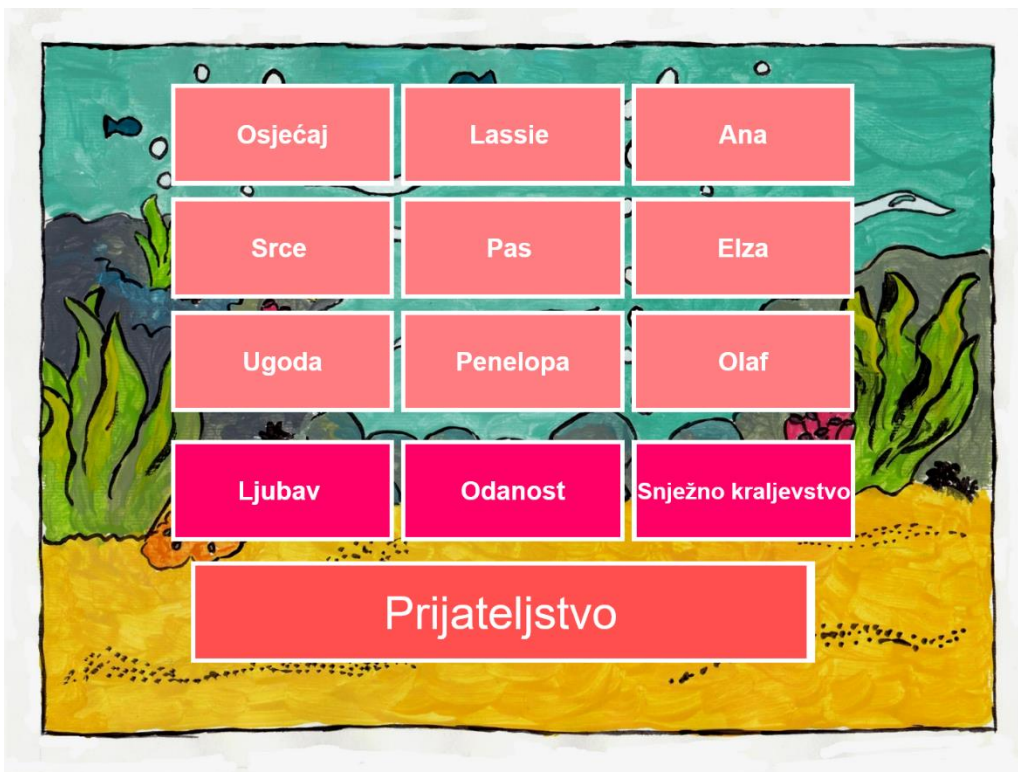 Osjećaj Lassie Ana
Srce Pas Elza
Ugoda Penelopa Olaf
Ljubav Odanost Snježno kraljevstvo
Prijateljstvo